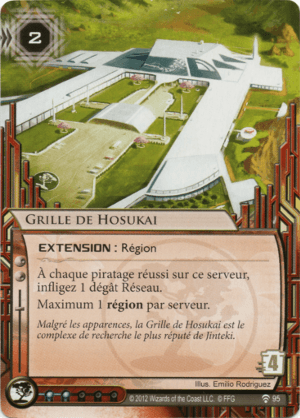 2
GRILLE DE HOSUKAI
EXTENSION : Région
À chaque piratage réussi sur ce serveur,
infligez 1 dégât Réseau.
Maximum 1 région par serveur.
Malgré les apparences, la Grille de Hosukai est le
complexe de recherche le plus réputé de Jinteki.
4
Illus. Emilio Rodriguez
© 2012 Wizards of the Coast LLC. © FFG
95